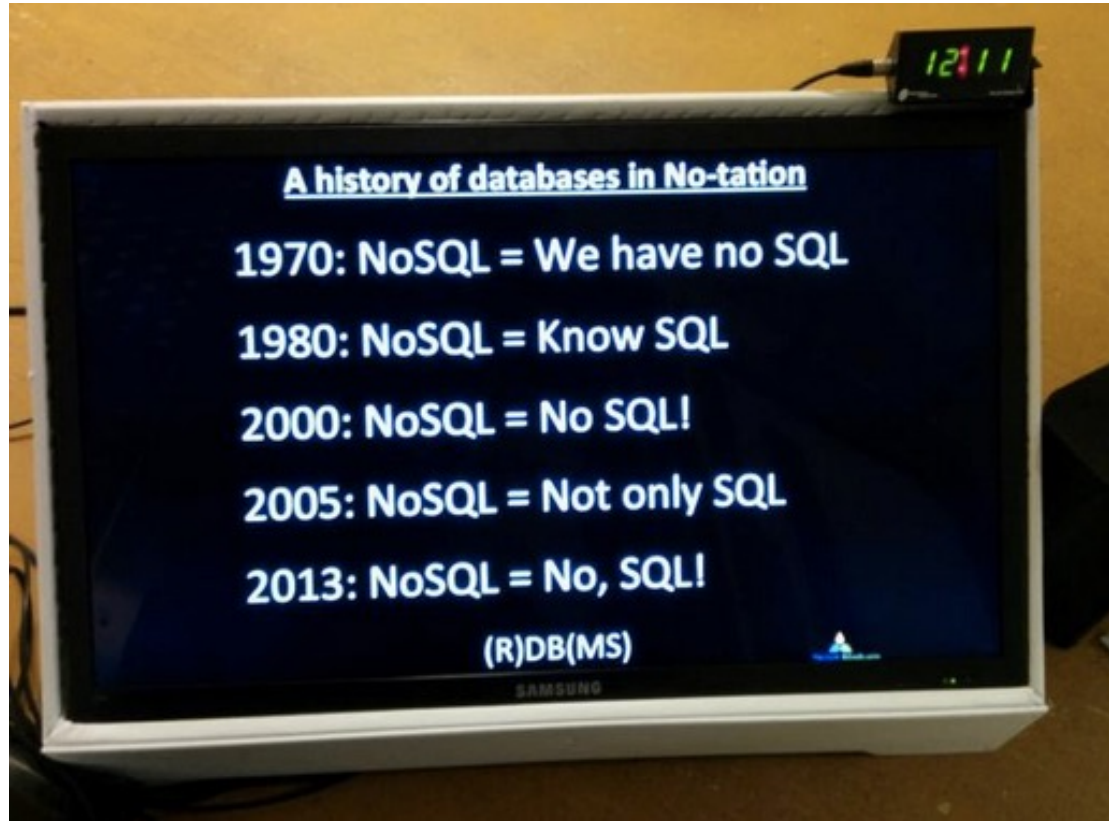 12:11
A history of databases in No-tation
1970: NoSQL = We have no SQL
1980: NoSQL = Know SQL
2000: NoSQL = No SQL!
2005: NoSQL = Not only SQL
2013: NoSQL = No, SQL!
(R)DB(MS)
SAMSUNG